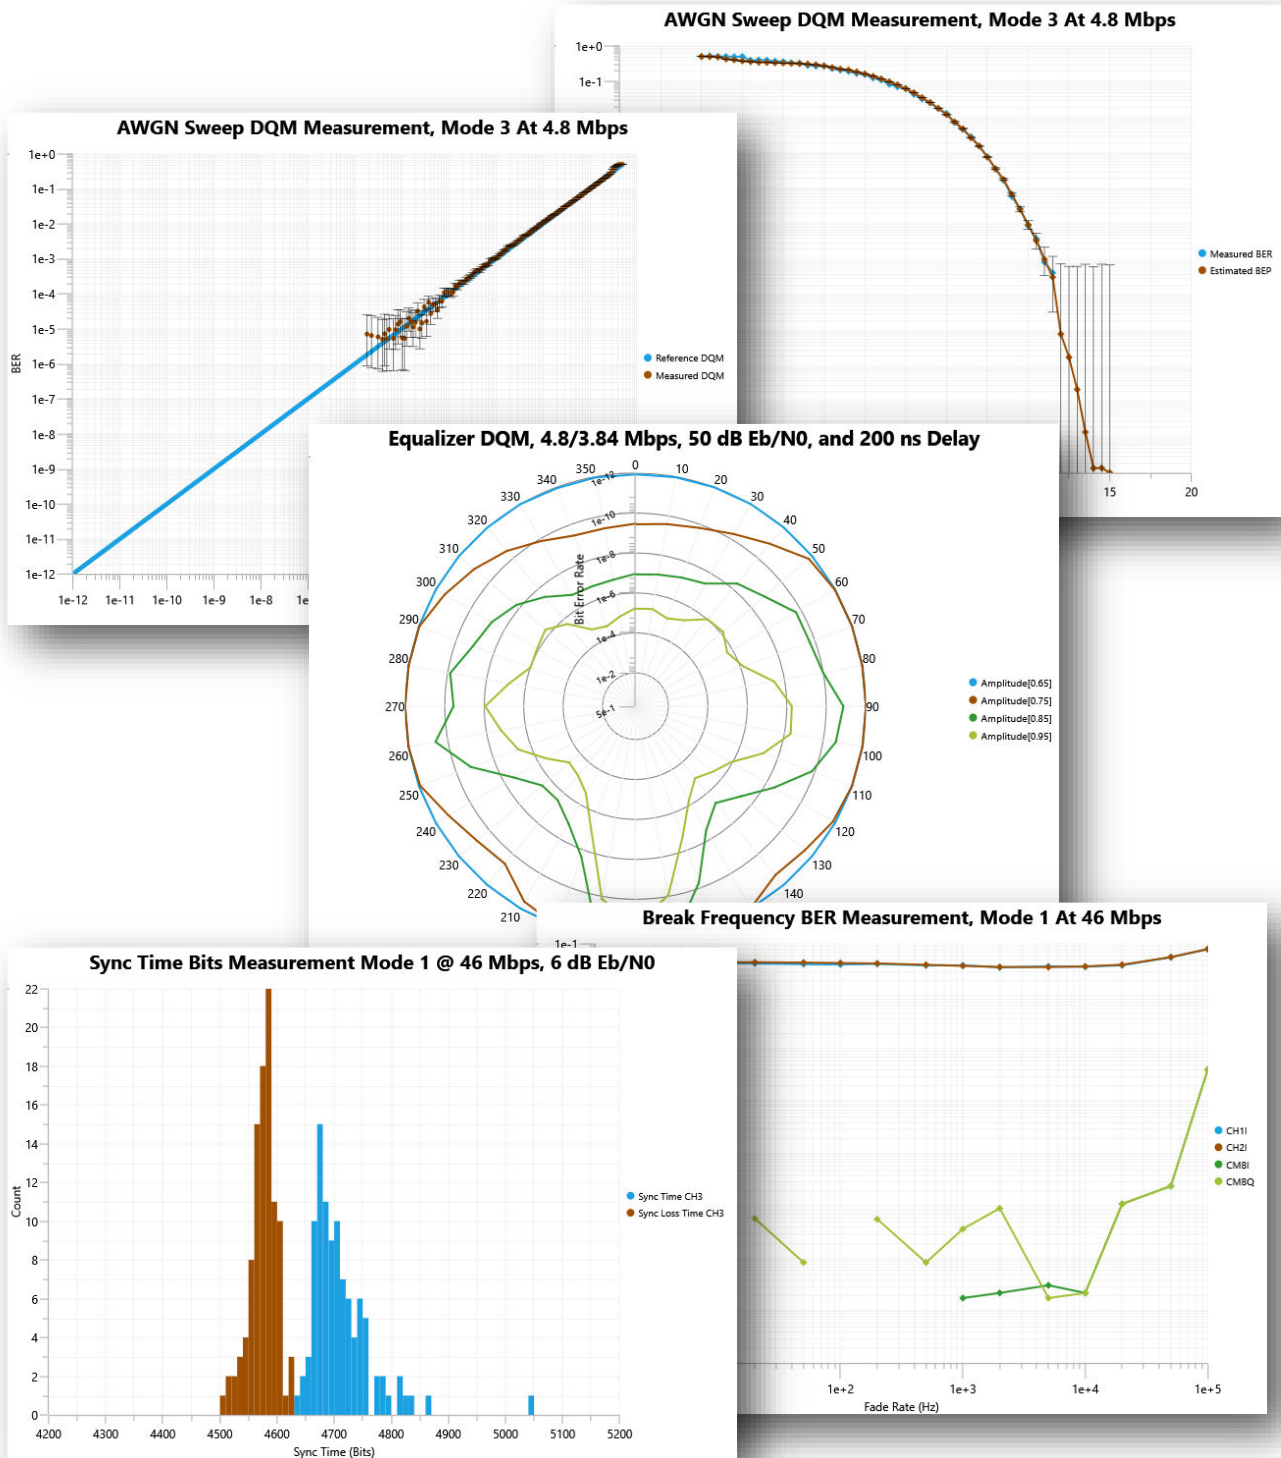 AWGN Sweep DQM Measurement, Mode 3 At 4.8 Mbps
1e+0
1e-1
Measured BER
Estimated BEP
15
20
AWGN Sweep DQM Measurement, Mode 3 At 4.8 Mbps
1e+0
1e-1
1e-2
1e-3
1e-4
1e-5
1e-6
1e-7
1e-8
1e-9
1e-10
1e-11
1e-12
BER
1e-12
1e-11
1e-10
1e-9
1e-8
Reference DQM
Measured DQM
Equalizer DQM, 4.8/3.84 Mbps, 50 dB Eb/N0, and 200 ns Delay
0
10
20
30
40
50
60
70
80
90
100
110
120
130
140
210
220
230
240
250
260
270
280
290
300
310
320
330
340
350
1e-12
1e-10
1e-8
1e-6
1e-4
1e-2
5e-1
Bit Error Rate
Amplitude[0.65]
Amplitude[0.75]
Amplitude[0.85]
Amplitude[0.95]
Break Frequency BER Measurement, Mode 1 At 46 Mbps
1e-1
CH1I
CH2I
CMBI
CMBQ
1e+2
1e+3
1e+4
1e+5
Fade Rate (Hz)
Sync Time Bits Measurement Mode 1 @ 46 Mbps, 6 dB Eb/N0
22
20
18
16
14
12
10
8
6
4
2
0
Count
4200
4300
4400
4500
4600
4700
4800
4900
5000
5100
5200
Sync Time (Bits)
Sync Time CH3
Sync Loss Time CH3